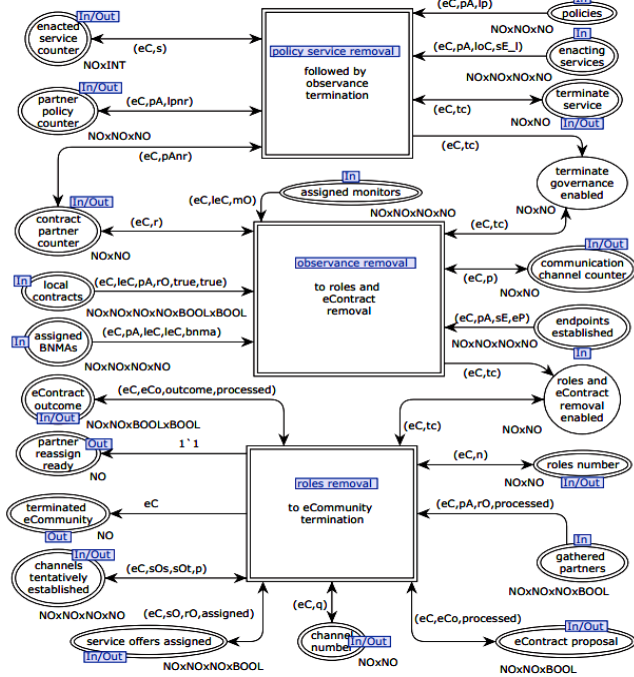 In/Out
enacted
service
counter
(eC,s)
NOxINT
In/Out
partner
policy
counter
(eC,pA,lpnr)
NOxNOxNO
(eC,pAnr)
policy service removal
followed by
observance
termination
(eC,pA,lp)
In
policies
NOxNOxNO
(eC,pA,loC,sE_l)
In
enacting
services
NOxNOxNOxNO
(eC,tc)
terminate
service
In/Out
NOxNO
(eC,tc)
terminate
governance
enabled
NOxNO
(eC,tc)
In/Out
contract
partner
counter
(eC,r)
NOxNO
In
assigned monitors
(eC,leC,mO)
NOxNOxNOxNO
In
local
contracts
(eC,leC,pA,rO,true,true)
NOxNOxNOxNOxBOOLxBOOL
In
assigned
BNMAs
(eC,pA,leC,leC,bnma)
NOxNOxNOxNO
observance removal
to roles and
eContract
removal
In/Out
communication
channel counter
(eC,p)
NOxNO
(eC,pA,sE,eP)
endpoints
established
In
NOxNOxNOxNO
(eC,tc)
roles and
eContract
removal
enabled
NOxNO
(eC,tc)
eContract
outcome
In/Out
(eC,eCo,outcome,processed)
NOxNOxBOOLxBOOL
partner
reassign
ready
Out
1`1
NO
terminated
eCommunity
Out
eC
NO
In/Out
channels
tentatively
established
(eC,sOs,sOt,p)
NOxNOxNOxNO
roles removal
to eCommunity
termination
(eC,n)
roles number
In/Out
NOxNO
(eC,pA,rO,processed)
In
gathered
partners
NOxNOxNOxBOOL
(eC,sO,rO,assigned)
service offers assigned
In/Out
NOxNOxNOxBOOL
(eC,q)
channel
number
In/Out
NOxNO
(eC,eCo,processed)
In/Out
eContract proposal
NOxNOxBOOL